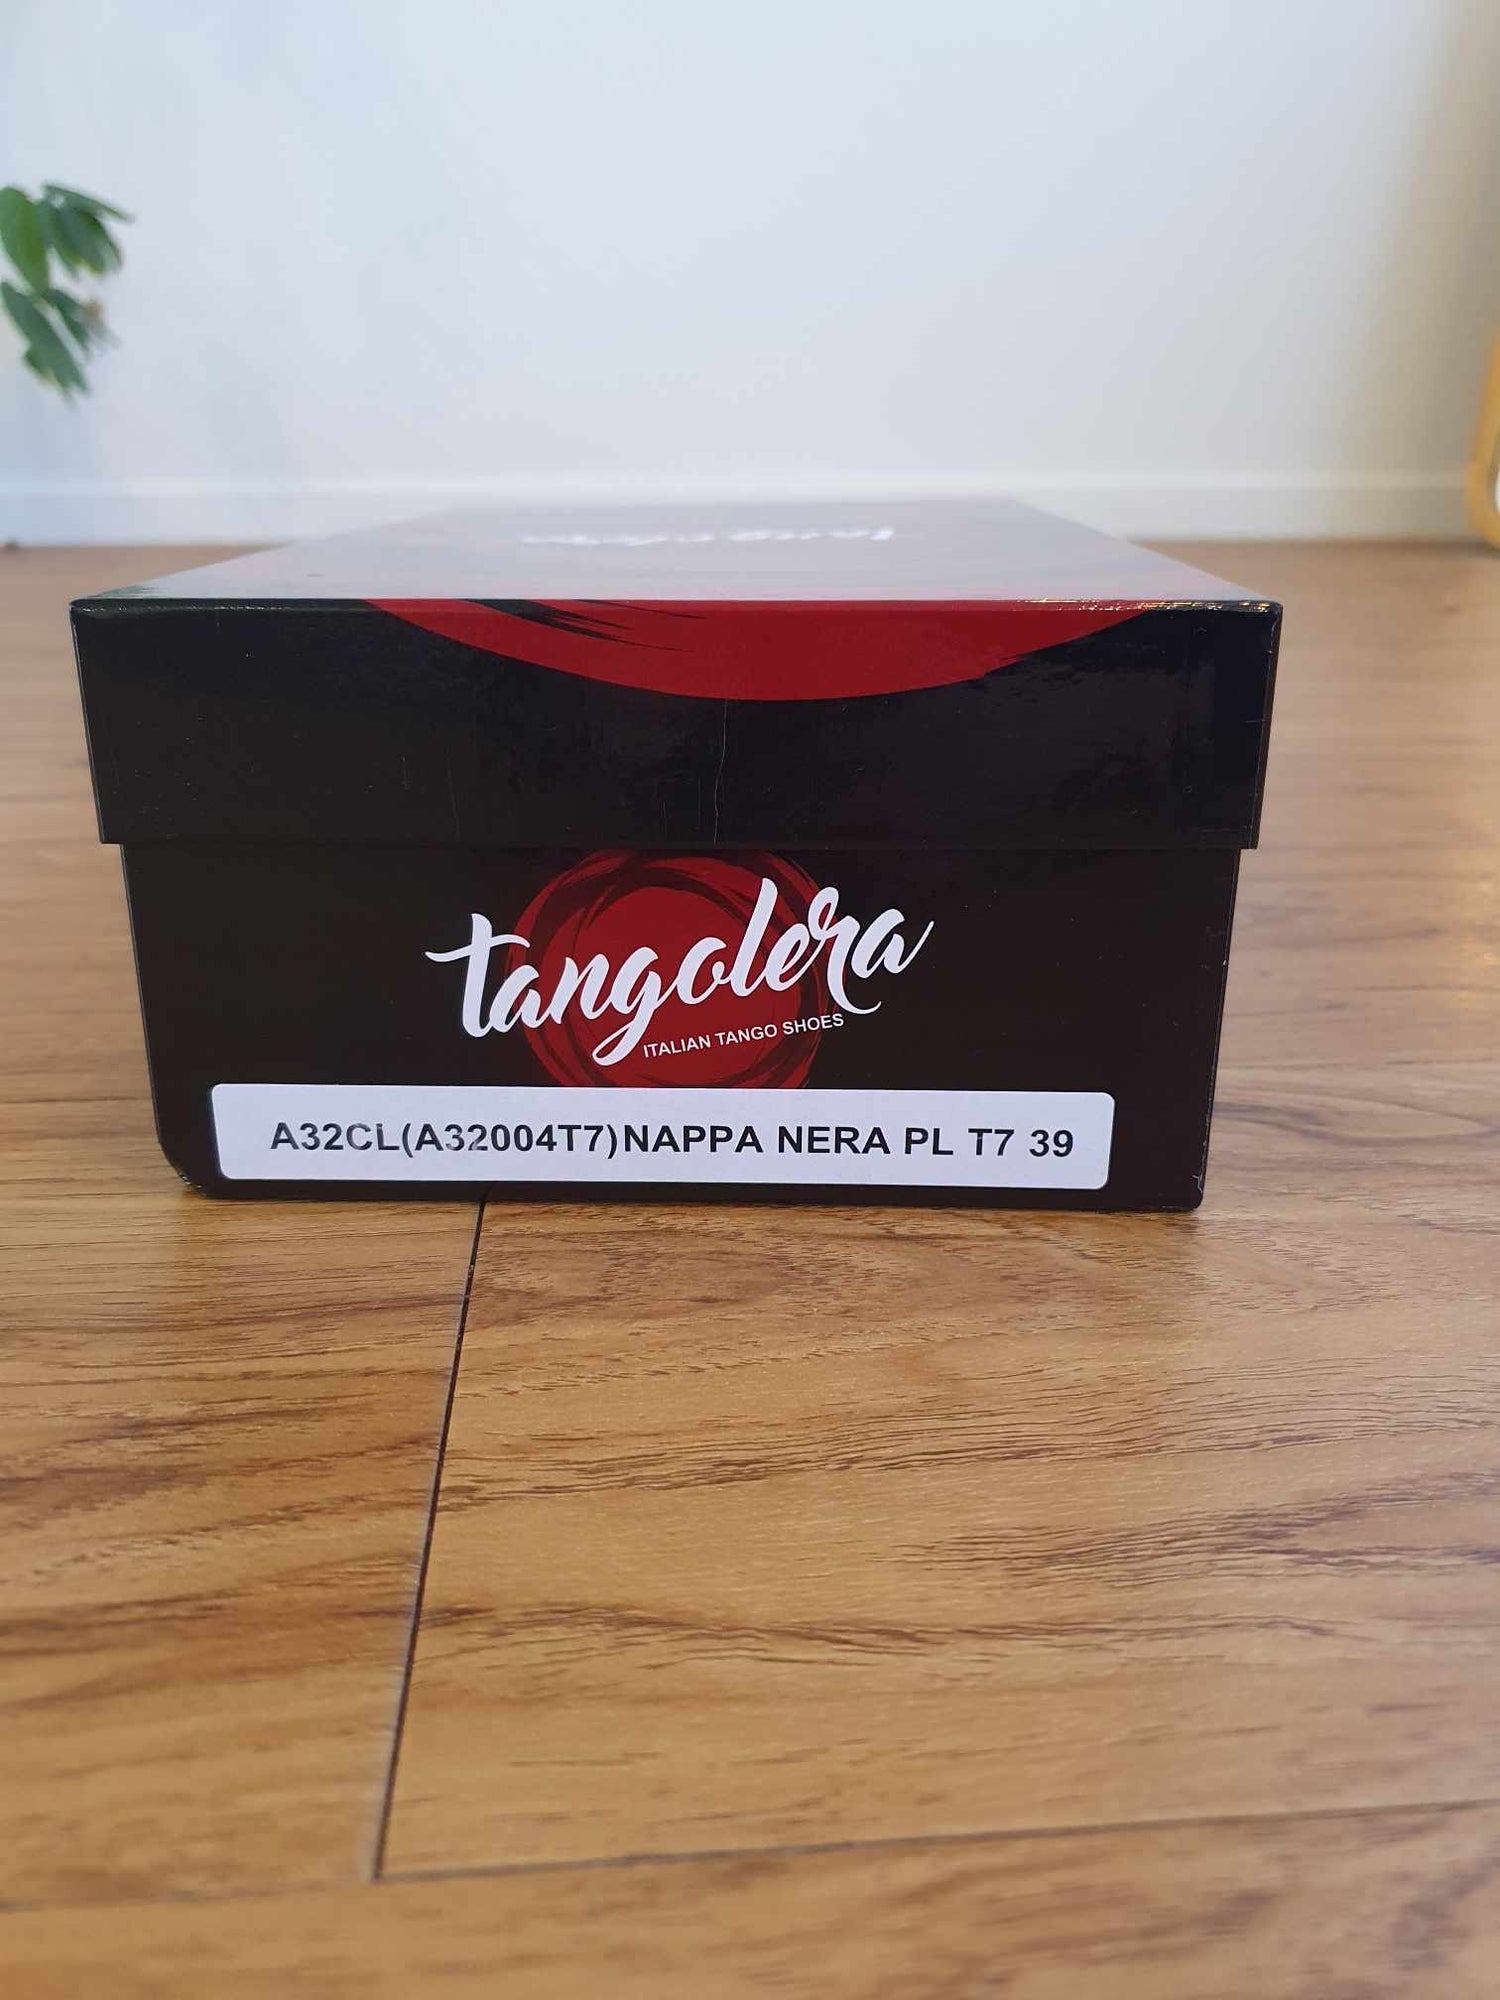 tangolera
ITALIAN TANGO SHOES
A32CL(A32004T7)NAPPA NERA PL T7 39